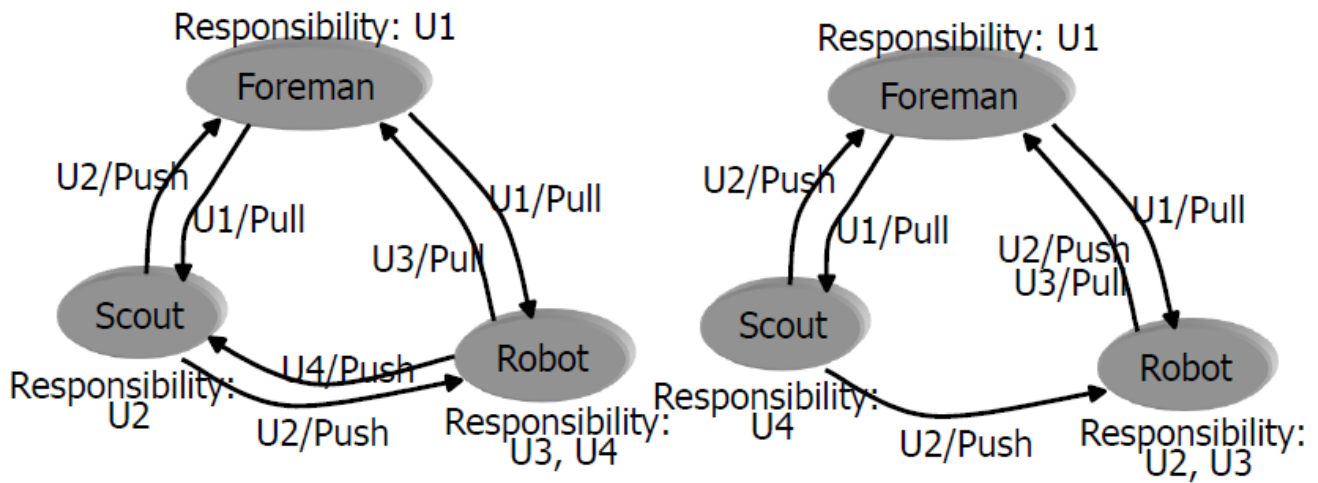 Responsibility: U1
Foreman
U2/Push
U1/Pull
U1/Pull
U3/Pull
Scout
Robot
U4/Push
Responsibility:
U2
U2/Push
Responsibility:
U3, U4
Responsibility: U1
Foreman
U2/Push
U1/Pull
U1/Pull
U2/Push
U3/Pull
Scout
Robot
Responsibility:
U4
U2/Push
Responsibility:
U2, U3